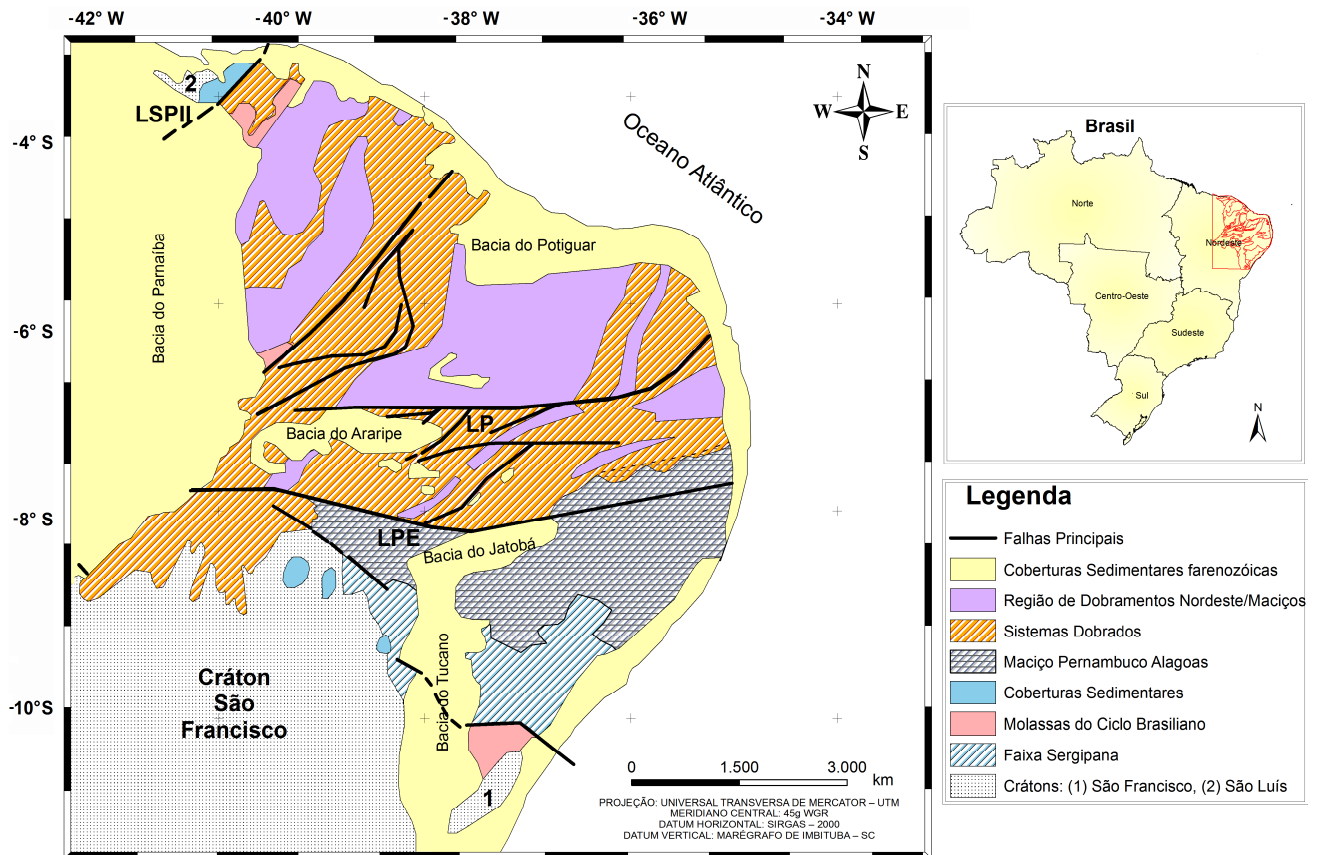 -42° W
-40° W
-38° W
-36° W
-34° W
-4° S
-6° S
-8° S
-10° S
2
LSPII
N
W
E
S
Oceano Atlântico
Bacia do Parnaíba
Bacia do Potiguar
LP
Bacia do Araripe
LPE
Bacia do Jatobá
Bacia do Tucano
Cráton
São
Francisco
1
0
1.500
3.000
km
PROJEÇÃO: UNIVERSAL TRANSVERSA DE MERCATOR – UTM
MERIDIANO CENTRAL: 45g WGR
DATUM HORIZONTAL: SIRGAS – 2000
DATUM VERTICAL: MARÉGRAFO DE IMBITUBA – SC
Brasil
Norte
Nordeste
Centro-Oeste
Sudeste
Sul
N
Legenda
Falhas Principais
Coberturas Sedimentares farenozóicas
Região de Dobramentos Nordeste/Maciços
Sistemas Dobrados
Maciço Pernambuco Alagoas
Coberturas Sedimentares
Molassas do Ciclo Brasiliano
Faixa Sergipana
Crátons: (1) São Francisco, (2) São Luís